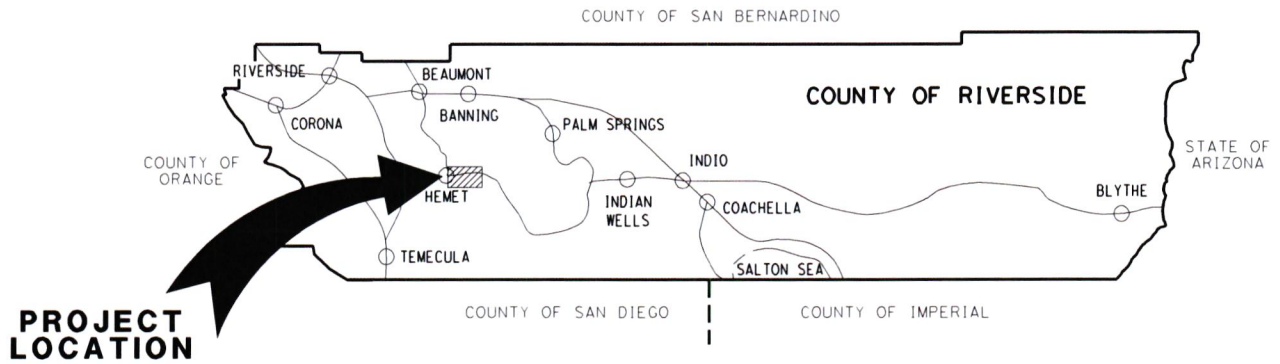 COUNTY OF SAN BERNARDINO
RIVERSIDE
BEAUMONT
COUNTY OF RIVERSIDE
BANNING
CORONA
PALM SPRINGS
COUNTY OF
ORANGE
STATE OF
ARIZONA
INDIO
HEMET
INDIAN
WELLS
COACHELLA
BLYTHE
TEMECULA
SALTON SEA
COUNTY OF SAN DIEGO
COUNTY OF IMPERIAL
PROJECT
LOCATION